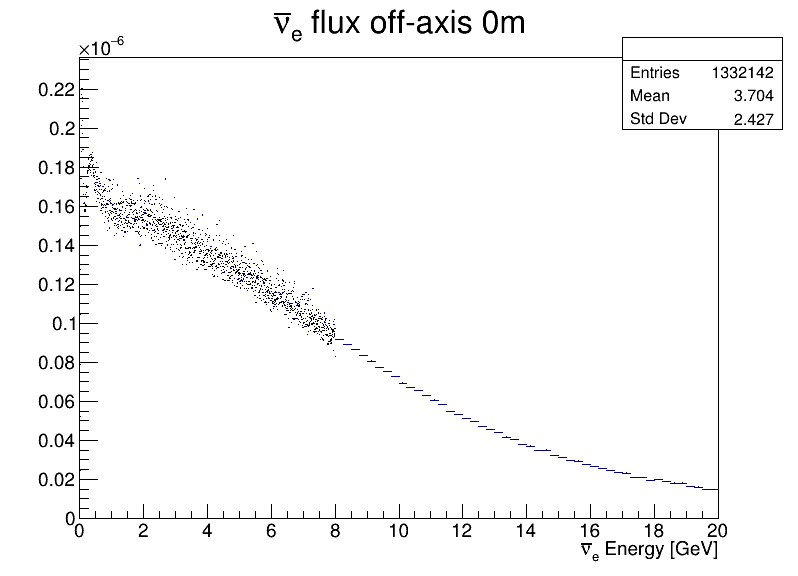 ν̅e flux off-axis 0m
×10⁻⁶
Entries 1332142
Mean 3.704
Std Dev 2.427
0.22
0.2
0.18
0.16
0.14
0.12
0.1
0.08
0.06
0.04
0.02
0
0 2 4 6 8 10 12 14 16 18 20
ν̅e Energy [GeV]